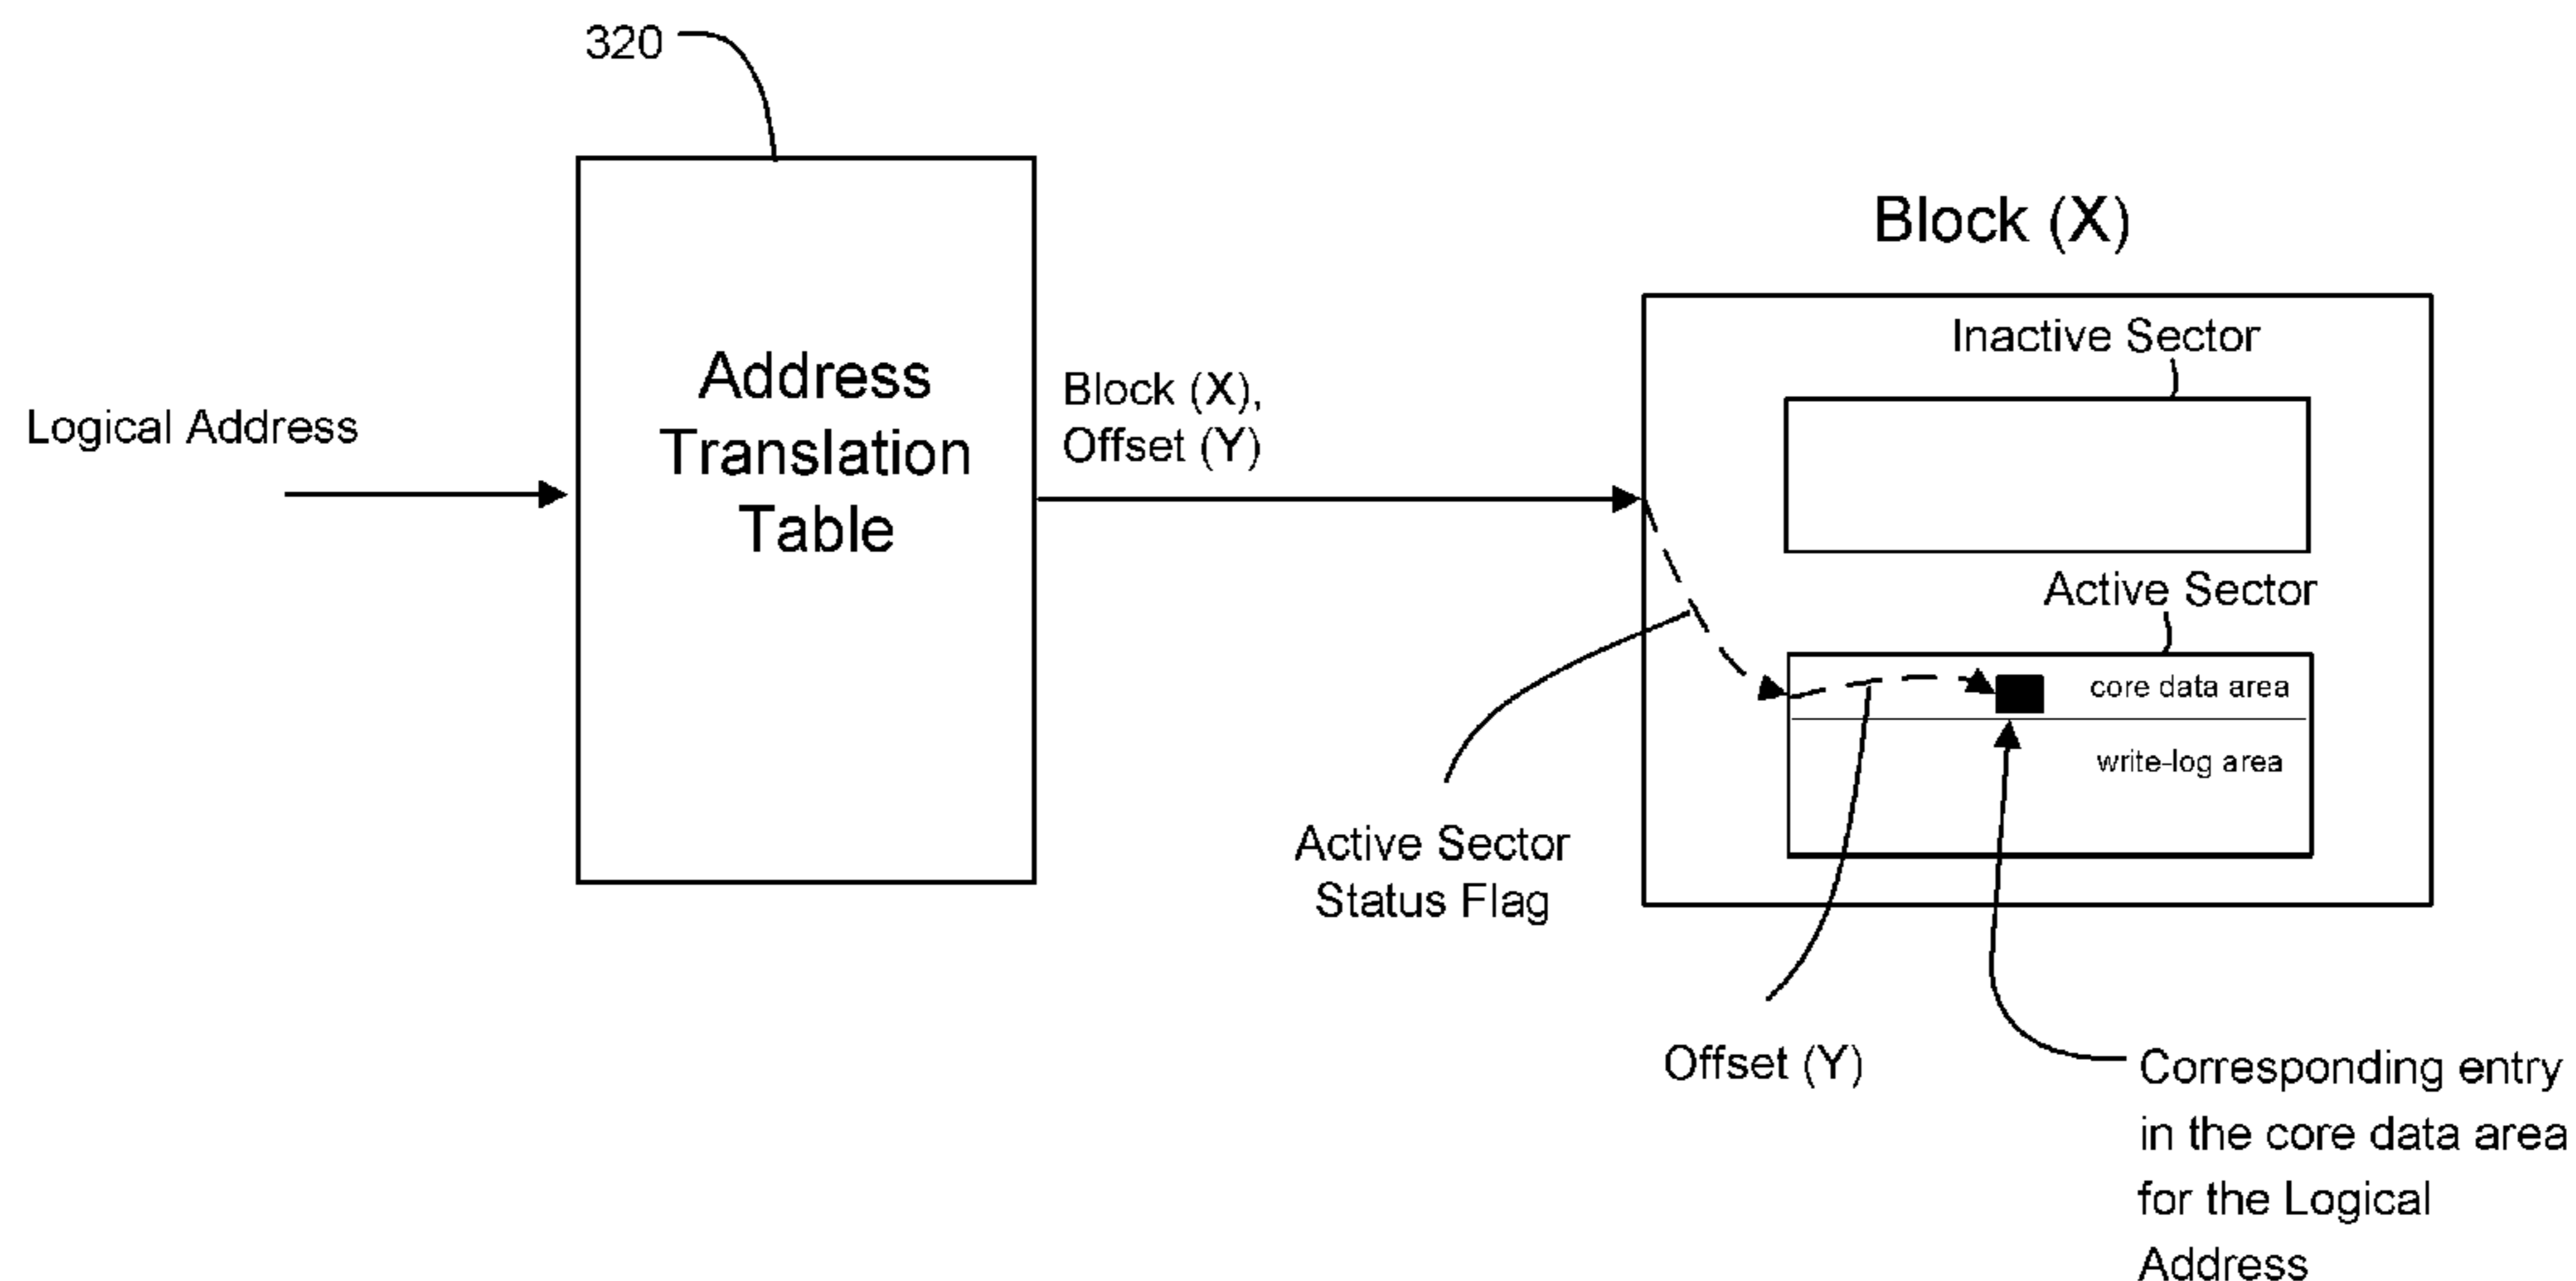 320
Block (X)
Inactive Sector
Address
Translation
Table
Block (X),
Offset (Y)
Logical Address
Active Sector
core data area
write-log area
Active Sector
Status Flag
Offset (Y)
Corresponding entry
in the core data area
for the Logical
Address